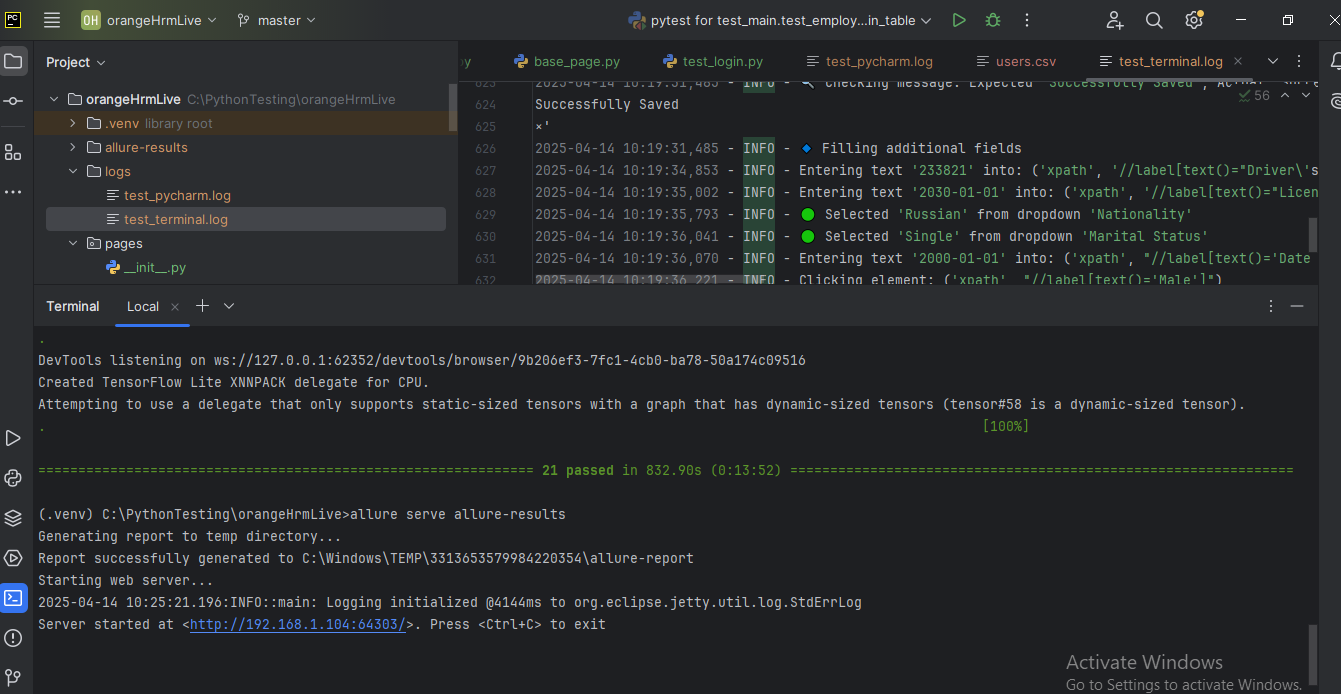 PC
OH orangeHrmLive master pytest for test_main.test_employ...in_table
Project
y base_page.py test_login.py test_pycharm.log users.csv test_terminal.log
orangeHrmLive C:\PythonTesting\orangeHrmLive
.venv library root
allure-results
logs
test_pycharm.log
test_terminal.log
pages
__init__.py
56
623 2025-04-14 10:19:31,485 - INFO - 🔍 Checking message: Expected 'Successfully Saved',
624 Successfully Saved
625 ×'
626 2025-04-14 10:19:31,485 - INFO - 🔹 Filling additional fields
627 2025-04-14 10:19:34,853 - INFO - Entering text '233821' into: ('xpath', '//label[text()="Driver\'s
628 2025-04-14 10:19:35,002 - INFO - Entering text '2030-01-01' into: ('xpath', '//label[text()="Licen
629 2025-04-14 10:19:35,793 - INFO - 🟢 Selected 'Russian' from dropdown 'Nationality'
630 2025-04-14 10:19:36,041 - INFO - 🟢 Selected 'Single' from dropdown 'Marital Status'
631 2025-04-14 10:19:36,070 - INFO - Entering text '2000-01-01' into: ('xpath', "//label[text()='Date
632 2025-04-14 10:19:36,221 - INFO - Clicking element: ('xpath', "//label[text()='Male']")
Terminal Local
.
DevTools listening on ws://127.0.0.1:62352/devtools/browser/9b206ef3-7fc1-4cb0-ba78-50a174c09516
Created TensorFlow Lite XNNPACK delegate for CPU.
Attempting to use a delegate that only supports static-sized tensors with a graph that has dynamic-sized tensors (tensor#58 is a dynamic-sized tensor).
. [100%]
============================================================== 21 passed in 832.90s (0:13:52) ===============================================================
(.venv) C:\PythonTesting\orangeHrmLive>allure serve allure-results
Generating report to temp directory...
Report successfully generated to C:\Windows\TEMP\3313653579984220354\allure-report
Starting web server...
2025-04-14 10:25:21.196:INFO::main: Logging initialized @4144ms to org.eclipse.jetty.util.log.StdErrLog
Server started at <http://192.168.1.104:64303/>. Press <Ctrl+C> to exit
Activate Windows
Go to Settings to activate Windows.